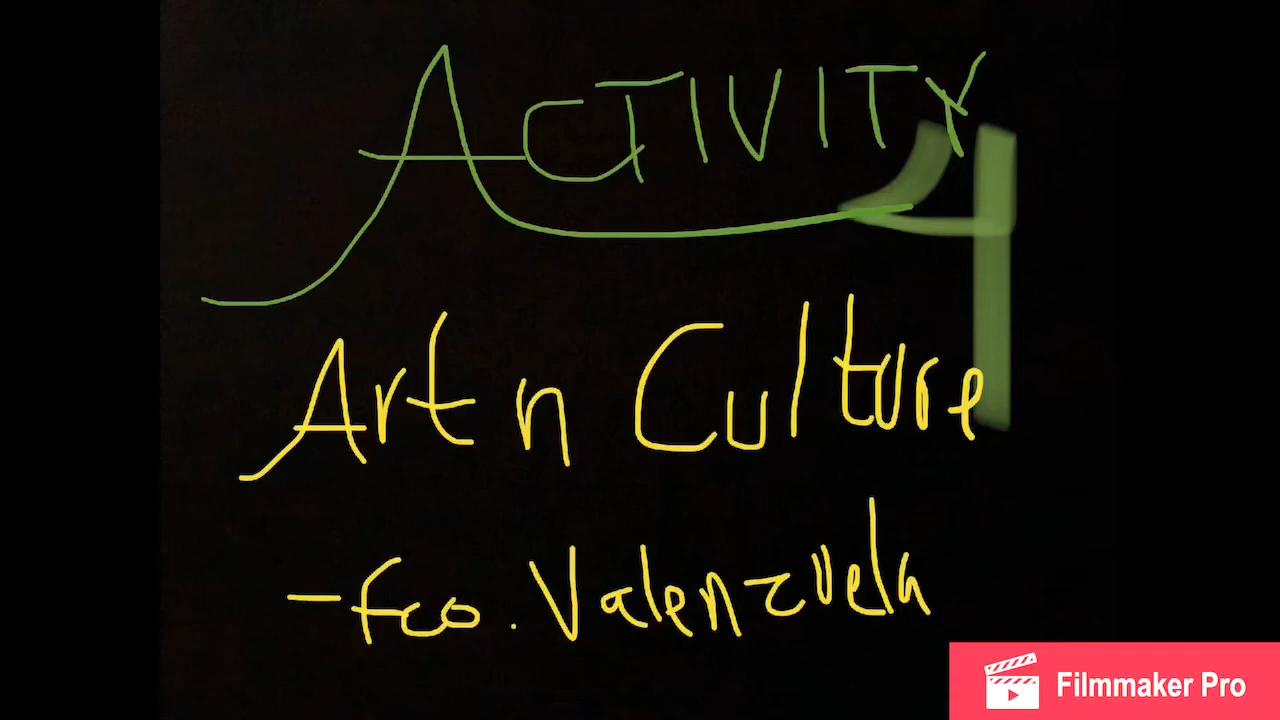 ACTIVITY 4
Art n Culture
- Fco. Valenzuela
Filmmaker Pro